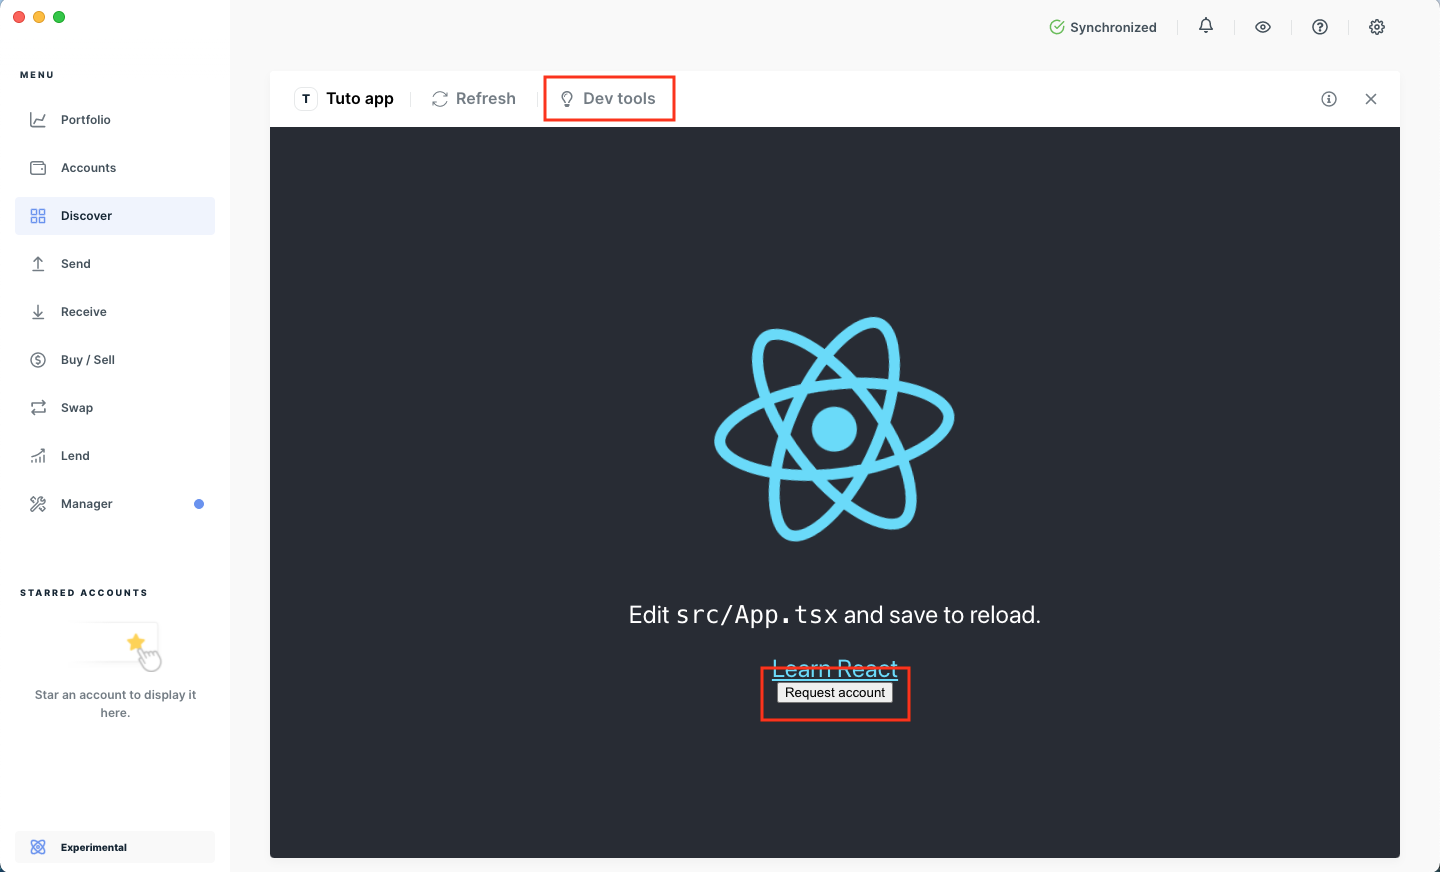 Synchronized
MENU
T Tuto app Refresh Dev tools
Portfolio
Accounts
Discover
Send
Receive
Buy / Sell
Swap
Lend
Manager
Edit src/App.tsx and save to reload.
Learn React
Request account
STARRED ACCOUNTS
Star an account to display it
here.
Experimental